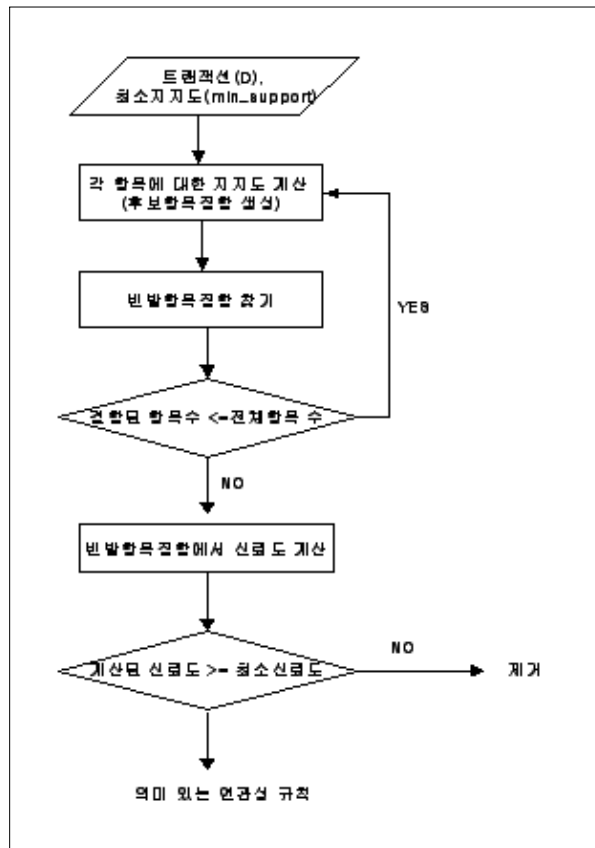 트랜잭션(D),
최소지지도(min_support)
각 항목에 대한 지지도 계산
(후보항목집합 생성)
빈발항목집합 찾기
YES
결합된 항목수 <=전체항목 수
NO
빈발항목집합에서 신뢰도 계산
NO
계산된 신뢰도 >= 최소신뢰도
제거
의미 있는 연관성 규칙